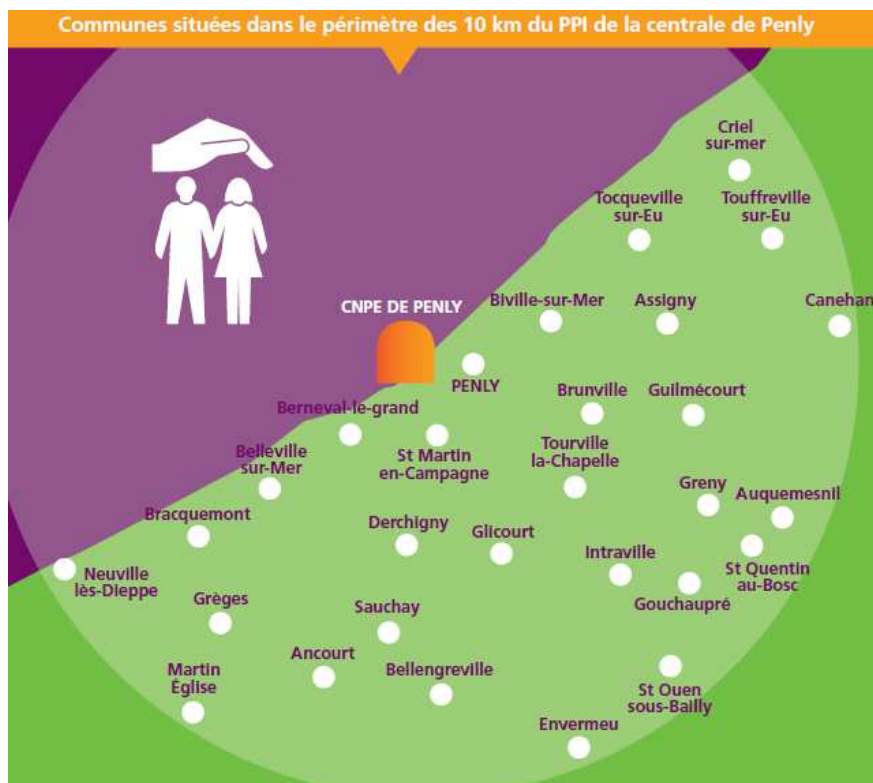 Communes situées dans le périmètre des 10 km du PPI de la centrale de Penly
Criel
sur-mer
Tocqueville
sur-Eu
Touffreville
sur-Eu
CNPE DE PENLY
Biville-sur-Mer
Assigny
Canehan
PENLY
Berneval-le-grand
Brunville
Guilmécourt
Belleville
sur-Mer
St Martin
en-Campagne
Tourville
la-Chapelle
Greny
Auquemesnil
Bracquemont
Derchigny
Glicourt
Intraville
St Quentin
au-Bosc
Neuville
lès-Dieppe
Grèges
Sauchay
Gouchaupré
Martin
Église
Ancourt
Bellengreville
St Ouen
sous-Bailly
Envermeu